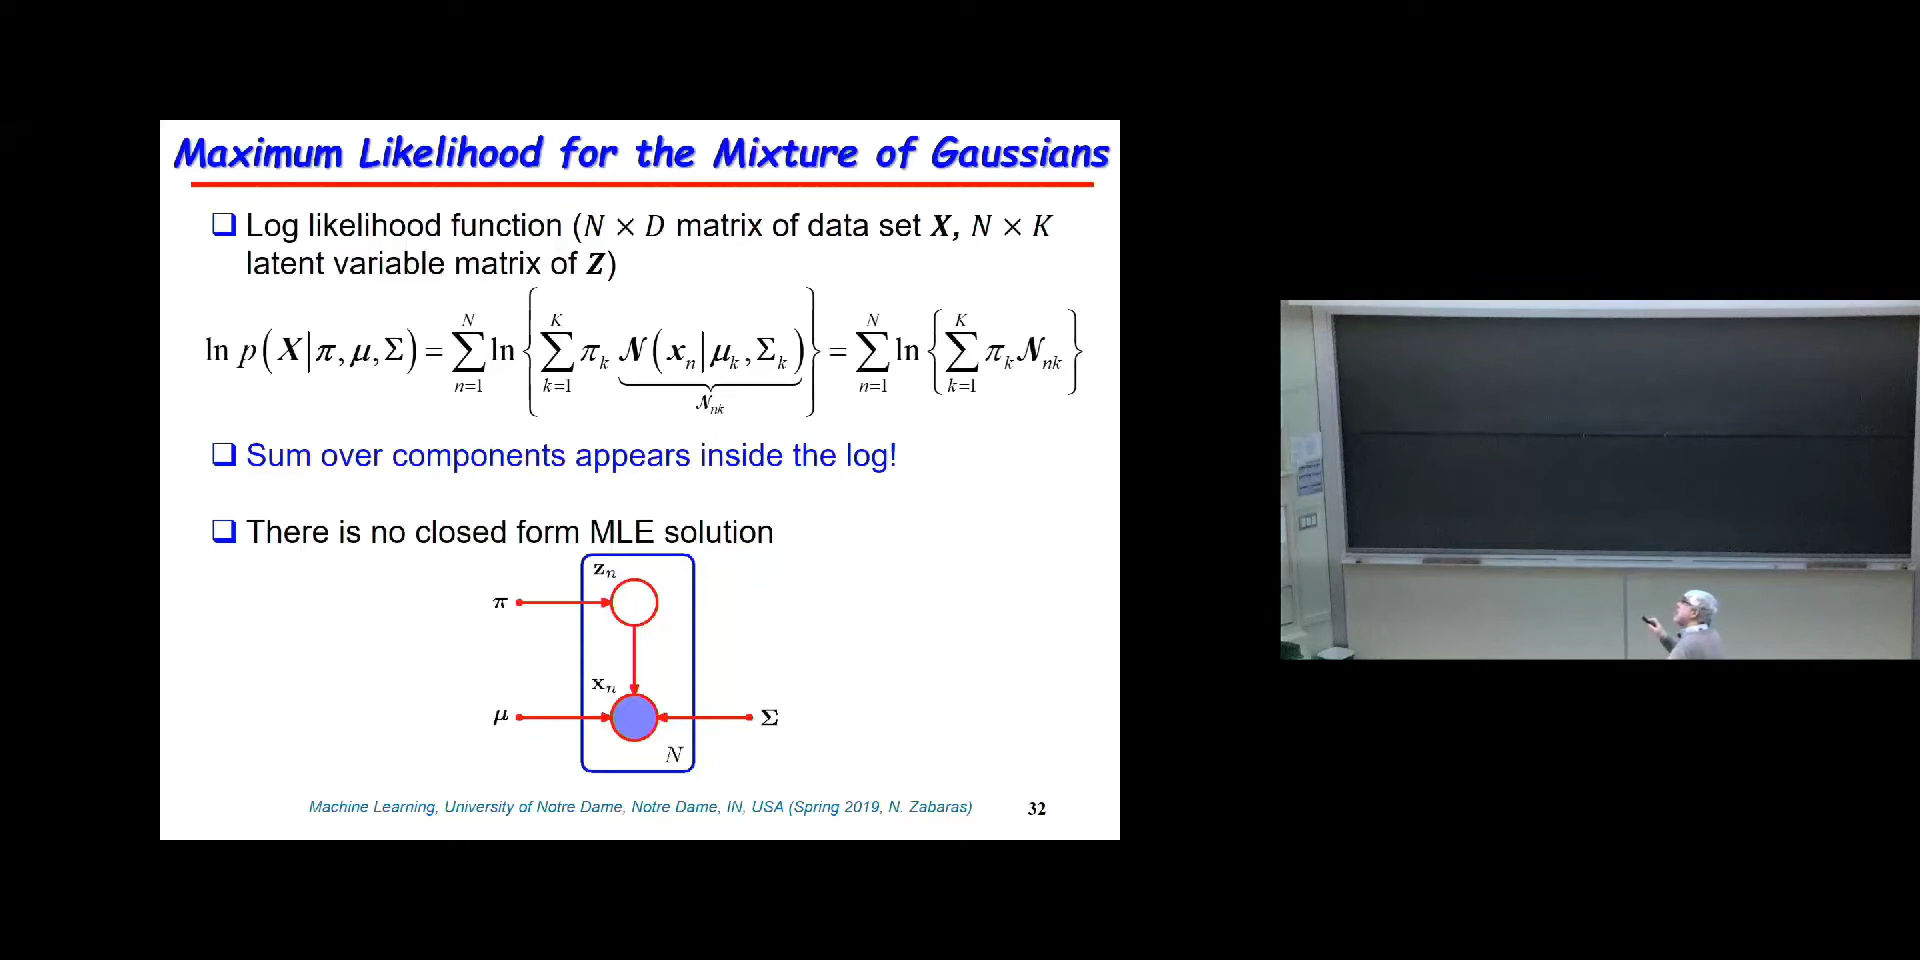 Maximum Likelihood for the Mixture of Gaussians
❑ Log likelihood function (N × D matrix of data set X, N × K
latent variable matrix of Z)
ln p(X|π, μ, Σ) = ∑_{n=1}^{N} ln { ∑_{k=1}^{K} π_k 𝒩(x_n|μ_k, Σ_k) } = ∑_{n=1}^{N} ln { ∑_{k=1}^{K} π_k 𝒩_{nk} }
𝒩_{nk}
❑ Sum over components appears inside the log!
❑ There is no closed form MLE solution
z_n
π
x_n
μ
Σ
N
Machine Learning, University of Notre Dame, Notre Dame, IN, USA (Spring 2019, N. Zabaras)
32